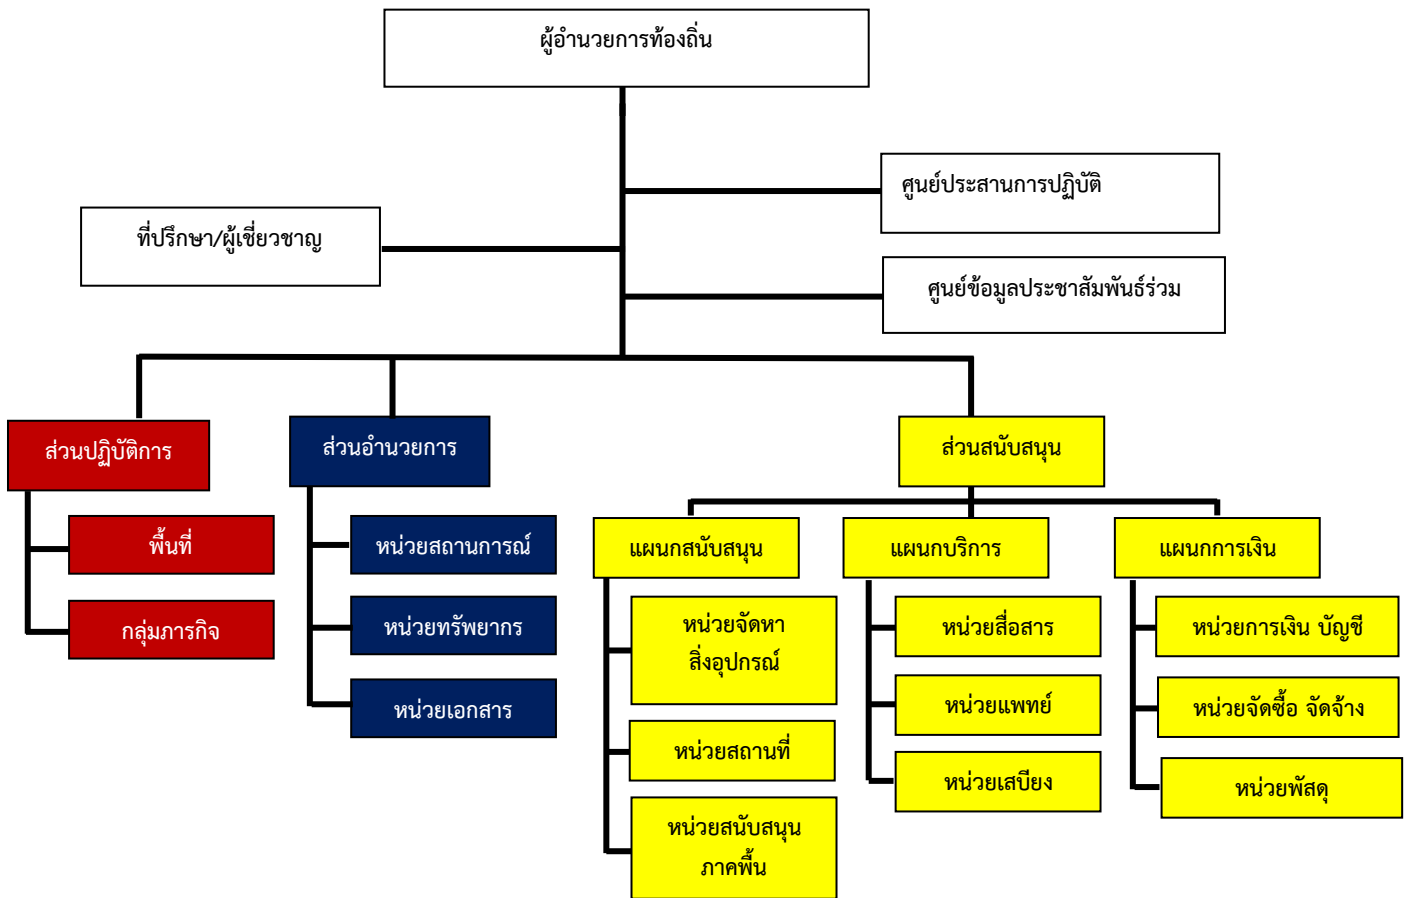 ผู้อำนวยการท้องถิ่น
ศูนย์ประสานการปฏิบัติ
ที่ปรึกษา/ผู้เชี่ยวชาญ
ศูนย์ข้อมูลประชาสัมพันธ์ร่วม
ส่วนปฏิบัติการ
พื้นที่
กลุ่มภารกิจ
ส่วนอำนวยการ
หน่วยสถานการณ์
หน่วยทรัพยากร
หน่วยเอกสาร
ส่วนสนับสนุน
แผนกสนับสนุน
หน่วยจัดหา
สิ่งอุปกรณ์
หน่วยสถานที่
หน่วยสนับสนุน
ภาคพื้น
แผนกบริการ
หน่วยสื่อสาร
หน่วยแพทย์
หน่วยเสบียง
แผนกการเงิน
หน่วยการเงิน บัญชี
หน่วยจัดซื้อ จัดจ้าง
หน่วยพัสดุ